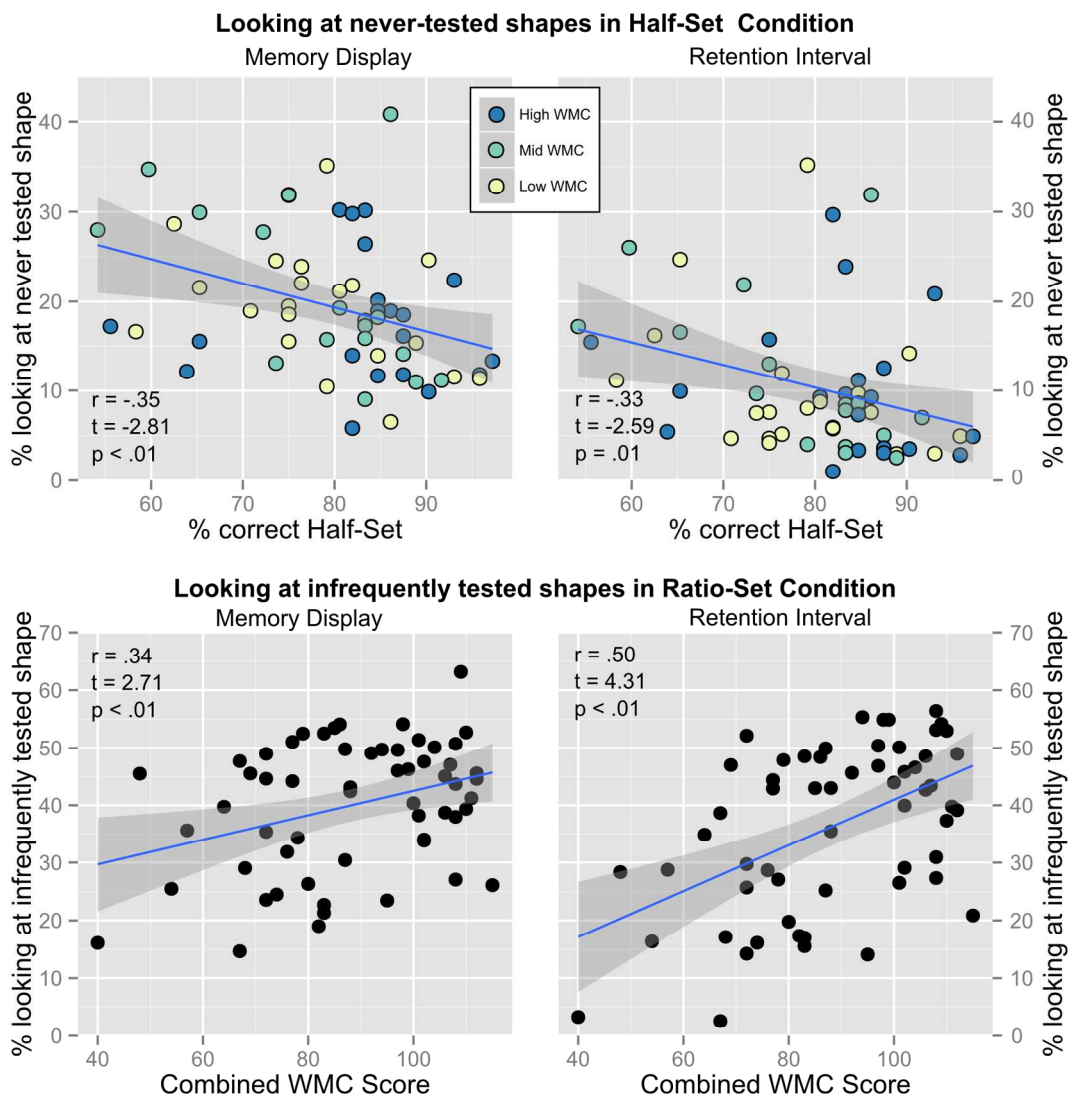 Looking at never-tested shapes in Half-Set Condition
Memory Display
Retention Interval
% looking at never tested shape
40
30
20
10
0
High WMC
Mid WMC
Low WMC
r = -.35
t = -2.81
p < .01
60
70
80
90
% correct Half-Set
r = -.33
t = -2.59
p = .01
60
70
80
90
% correct Half-Set
40
30
20
10
0
% looking at never tested shape
Looking at infrequently tested shapes in Ratio-Set Condition
Memory Display
Retention Interval
% looking at infrequently tested shape
70
60
50
40
30
20
10
0
r = .34
t = 2.71
p < .01
40
60
80
100
Combined WMC Score
r = .50
t = 4.31
p < .01
40
60
80
100
Combined WMC Score
70
60
50
40
30
20
10
0
% looking at infrequently tested shape